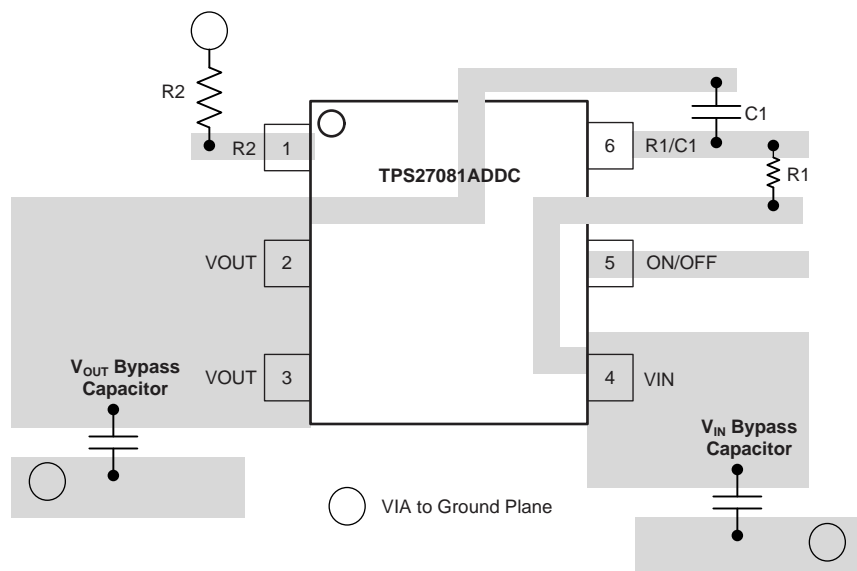 R2
C1
R2
1
6
R1/C1
TPS27081ADDC
R1
VOUT
2
5
ON/OFF
VOUT
3
4
VIN
VOUT Bypass
Capacitor
VIN Bypass
Capacitor
VIA to Ground Plane